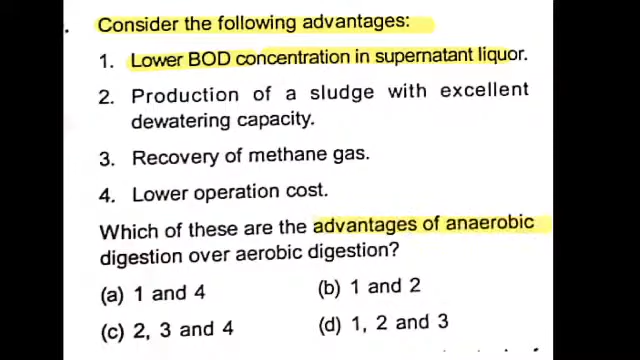 Consider the following advantages:
1. Lower BOD concentration in supernatant liquor.
2. Production of a sludge with excellent
dewatering capacity.
3. Recovery of methane gas.
4. Lower operation cost.
Which of these are the advantages of anaerobic
digestion over aerobic digestion?
(a) 1 and 4
(b) 1 and 2
(c) 2, 3 and 4
(d) 1, 2 and 3